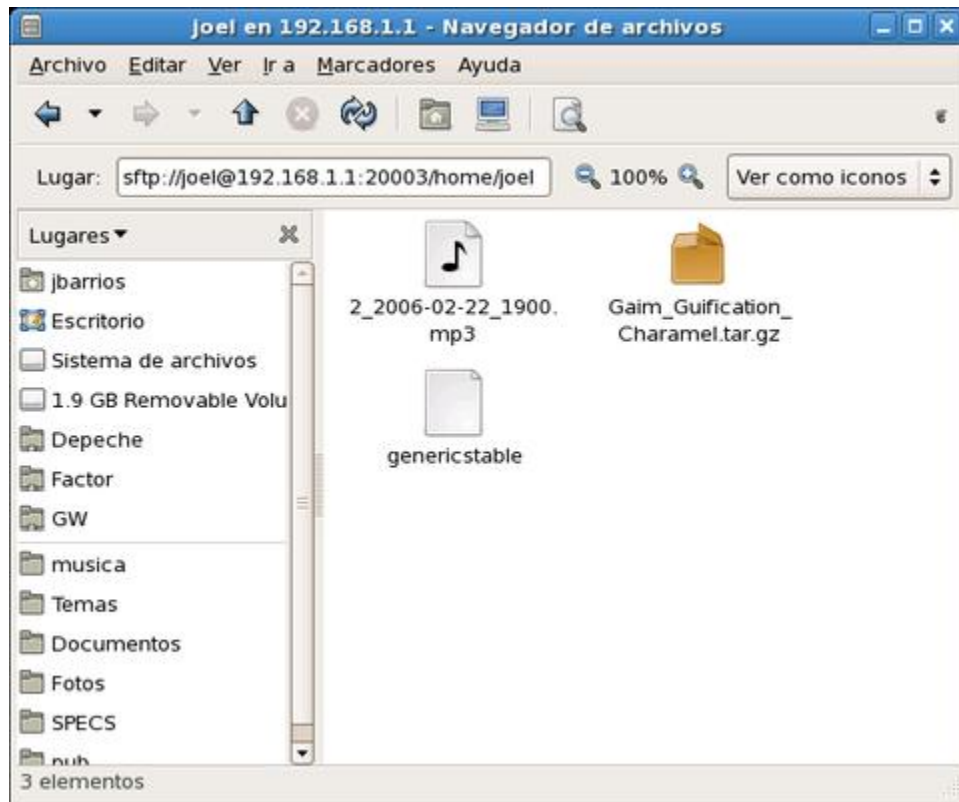 joel en 192.168.1.1 - Navegador de archivos
Archivo Editar Ver Ir a Marcadores Ayuda
Lugar: sftp://joel@192.168.1.1:20003/home/joel 100% Ver como iconos
Lugares
jbarrios
Escritorio
Sistema de archivos
1.9 GB Removable Volu
Depeche
Factor
GW
musica
Temas
Documentos
Fotos
SPECS
pub
2_2006-02-22_1900.
mp3
Gaim_Guification_
Charamel.tar.gz
genericstable
3 elementos